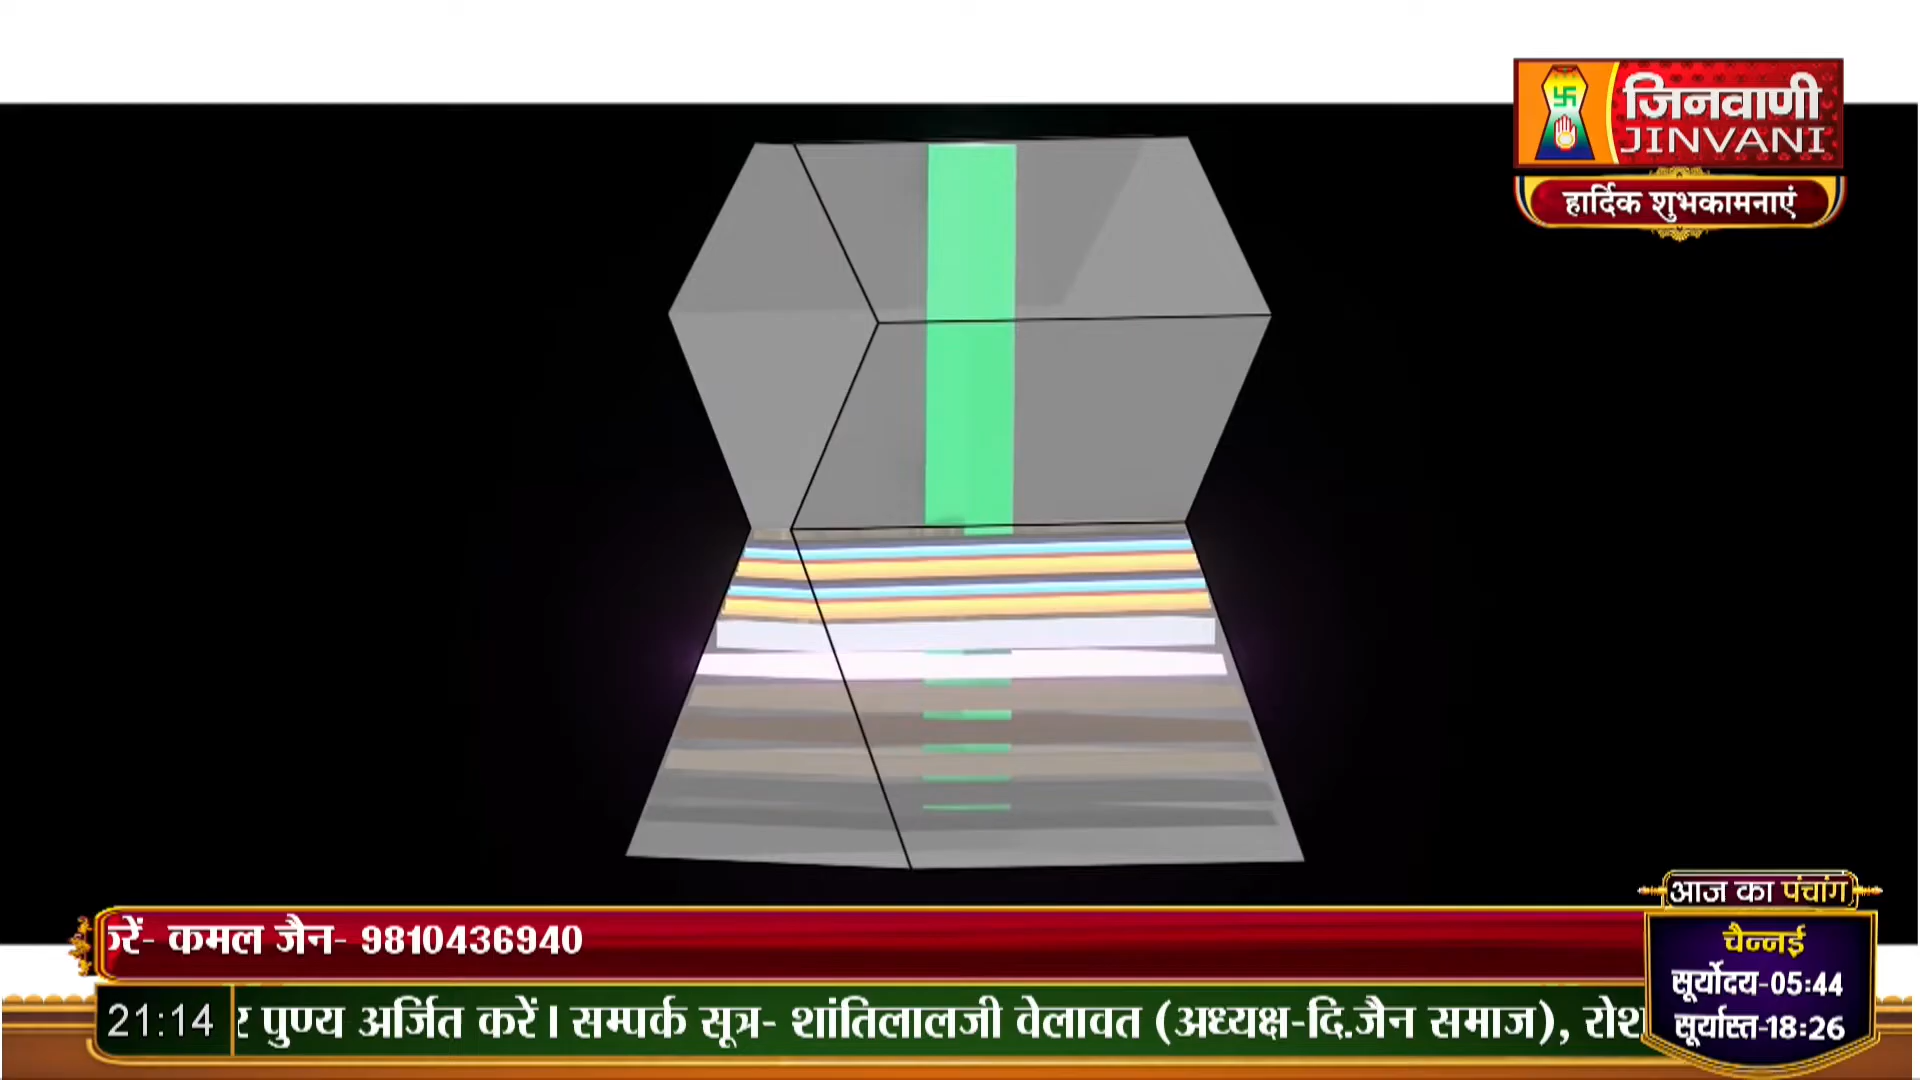 जिनवाणी
JINVANI
हार्दिक शुभकामनाएं
आज का पंचांग
चैन्नई
सूर्योदय-05:44
सूर्यास्त-18:26
करें- कमल जैन- 9810436940
21:14
पुण्य अर्जित करें। सम्पर्क सूत्र- शांतिलालजी वेलावत (अध्यक्ष-दि.जैन समाज),